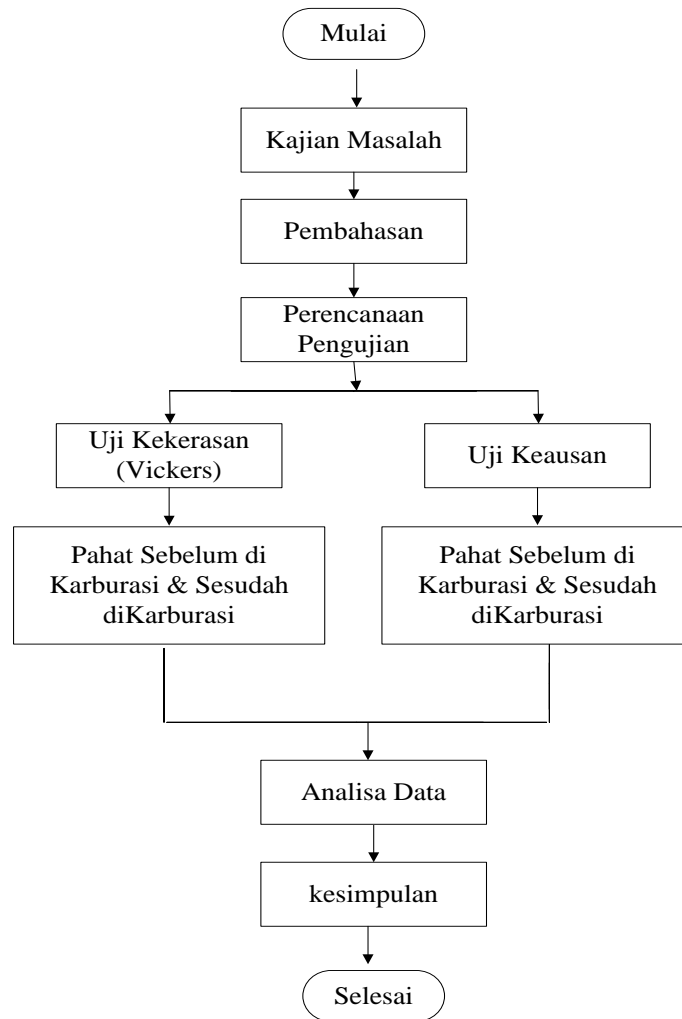 Mulai
Kajian Masalah
Pembahasan
Perencanaan
Pengujian
Uji Kekerasan
(Vickers)
Uji Keausan
Pahat Sebelum di
Karburasi & Sesudah
diKarburasi
Pahat Sebelum di
Karburasi & Sesudah
diKarburasi
Analisa Data
kesimpulan
Selesai